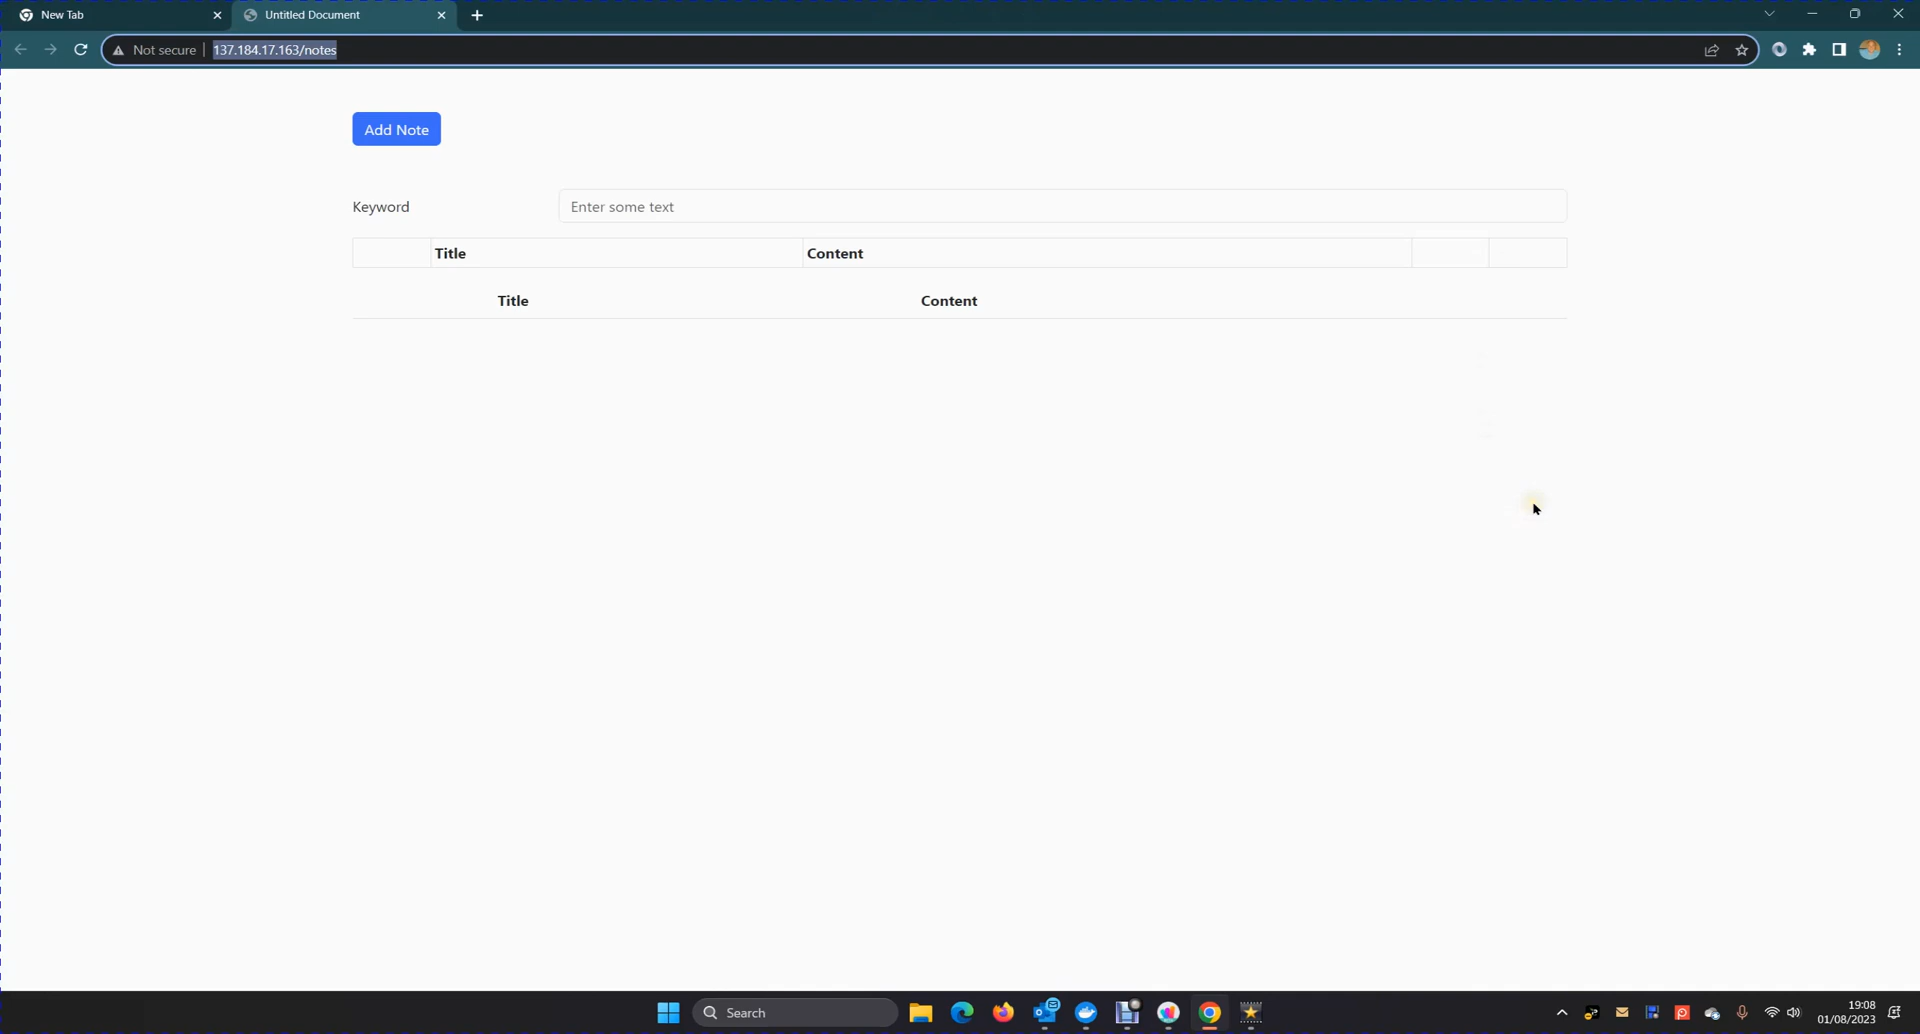 New Tab
Untitled Document
Not secure | 137.184.17.163/notes
Add Note
Keyword
Enter some text
Title Content
Title Content
Search
19:08
01/08/2023